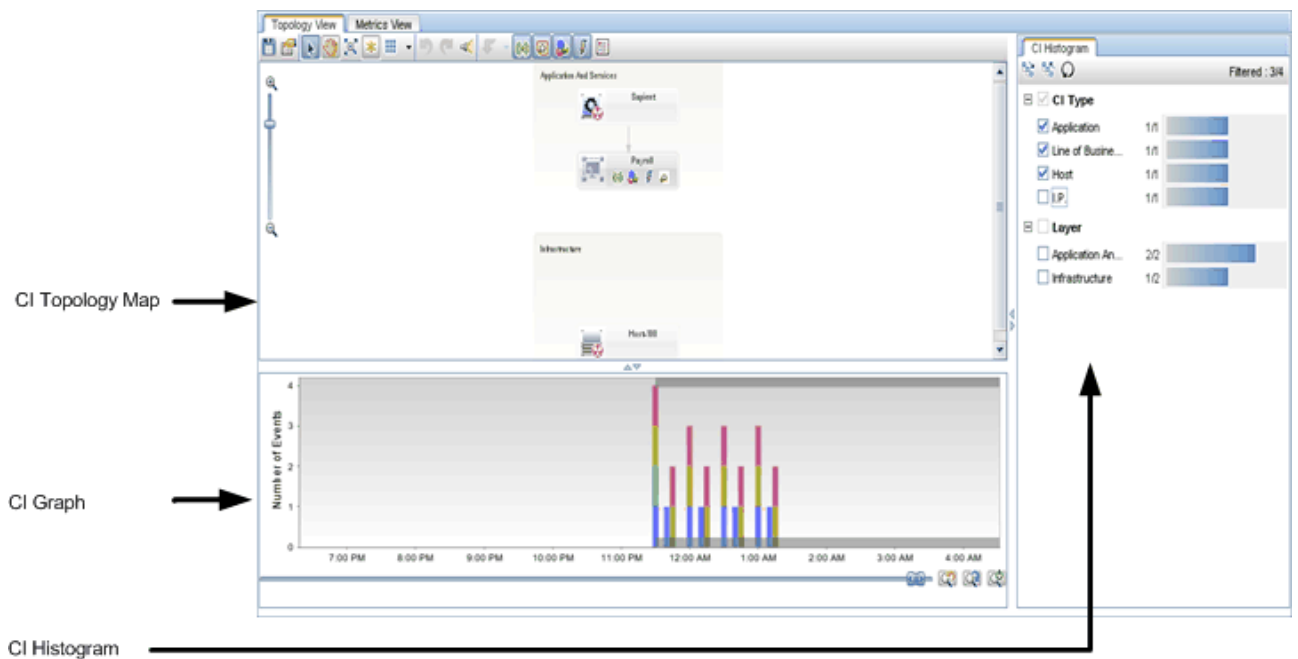 Topology View Metrics View
CI Histogram
Filtered : 3/4
Application And Services
Sapient
Payroll
Infrastructure
CI Type
Application 1/1
Line of Busine... 1/1
Host 1/1
I.P. 1/1
Layer
Application An... 2/2
Infrastructure 1/2
CI Topology Map
Number of Events
4
3
2
1
0
7:00 PM 8:00 PM 9:00 PM 10:00 PM 11:00 PM 12:00 AM 1:00 AM 2:00 AM 3:00 AM 4:00 AM
CI Graph
CI Histogram